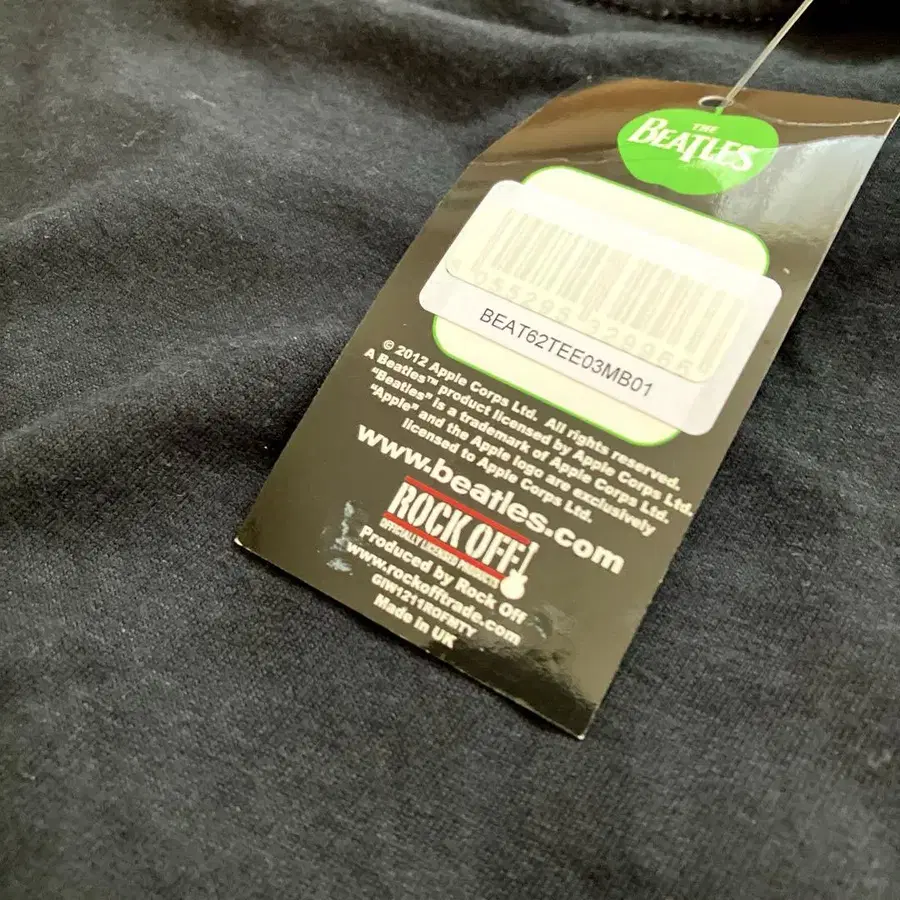 THE
BEATLES
BEAT62TEE03MB01
© 2012 Apple Corps Ltd. All rights reserved.
A Beatles™ product licensed by Apple Corps Ltd.
"Beatles" is a trademark of Apple Corps Ltd.
"Apple" and the Apple logo are exclusively
licensed to Apple Corps Ltd.
www.beatles.com
ROCK OFF!
OFFICIALLY LICENSED PRODUCTS
Produced by Rock Off
www.rockofftrade.com
GIW1211ROFMTY
Made in UK